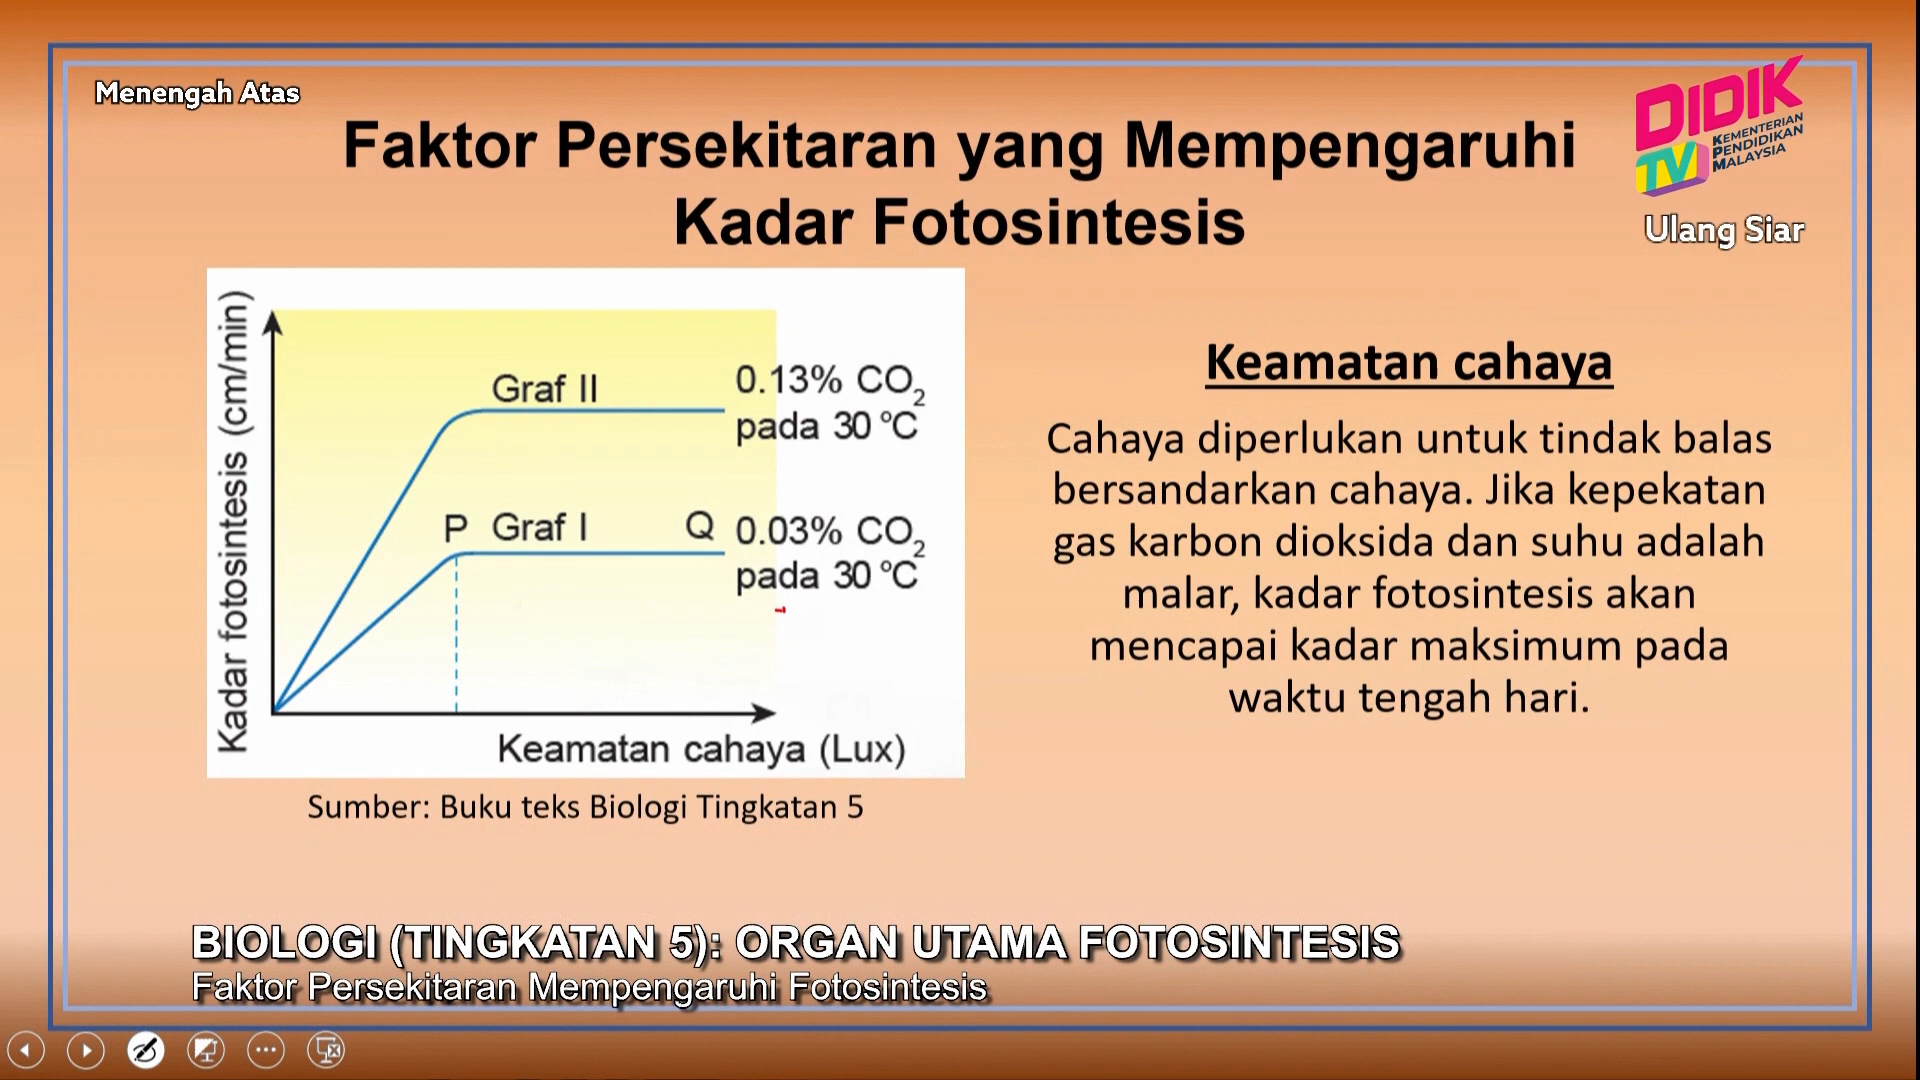 Menengah Atas
DIDIK
TV
KEMENTERIAN
PENDIDIKAN
MALAYSIA
Ulang Siar
Faktor Persekitaran yang Mempengaruhi
Kadar Fotosintesis
Kadar fotosintesis (cm/min)
Graf II
0.13% CO₂
pada 30 °C
P Graf I Q
0.03% CO₂
pada 30 °C
Keamatan cahaya (Lux)
Sumber: Buku teks Biologi Tingkatan 5
Keamatan cahaya
Cahaya diperlukan untuk tindak balas
bersandarkan cahaya. Jika kepekatan
gas karbon dioksida dan suhu adalah
malar, kadar fotosintesis akan
mencapai kadar maksimum pada
waktu tengah hari.
BIOLOGI (TINGKATAN 5): ORGAN UTAMA FOTOSINTESIS
Faktor Persekitaran Mempengaruhi Fotosintesis